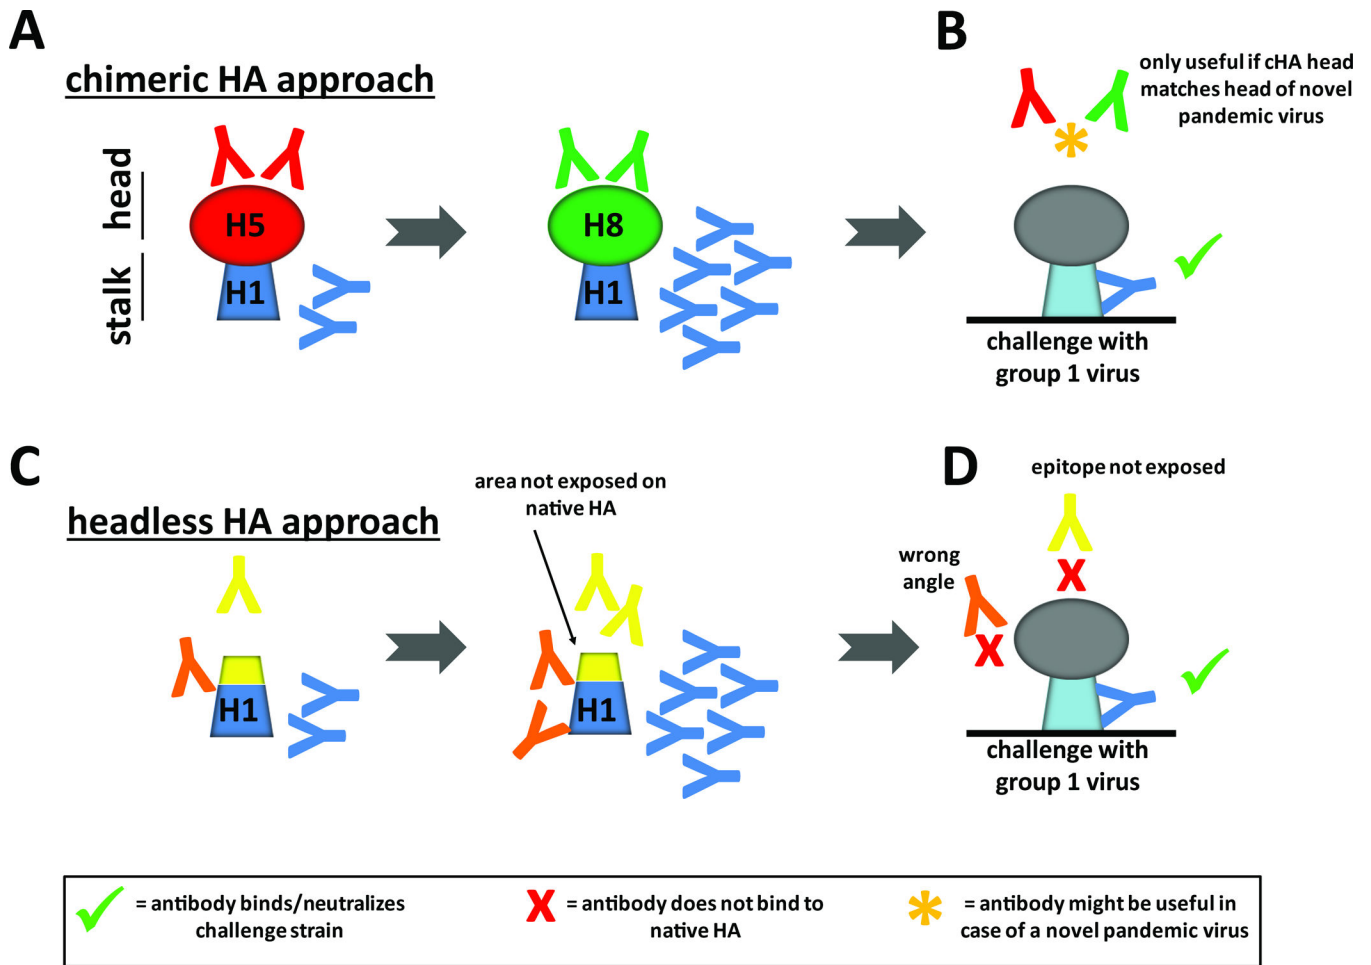 A
chimeric HA approach
head
stalk
H5
H1
H8
H1
B
only useful if cHA head
matches head of novel
pandemic virus
challenge with
group 1 virus
C
headless HA approach
H1
area not exposed on
native HA
H1
D
epitope not exposed
wrong
angle
challenge with
group 1 virus
= antibody binds/neutralizes
challenge strain
X = antibody does not bind to
native HA
* = antibody might be useful in
case of a novel pandemic virus